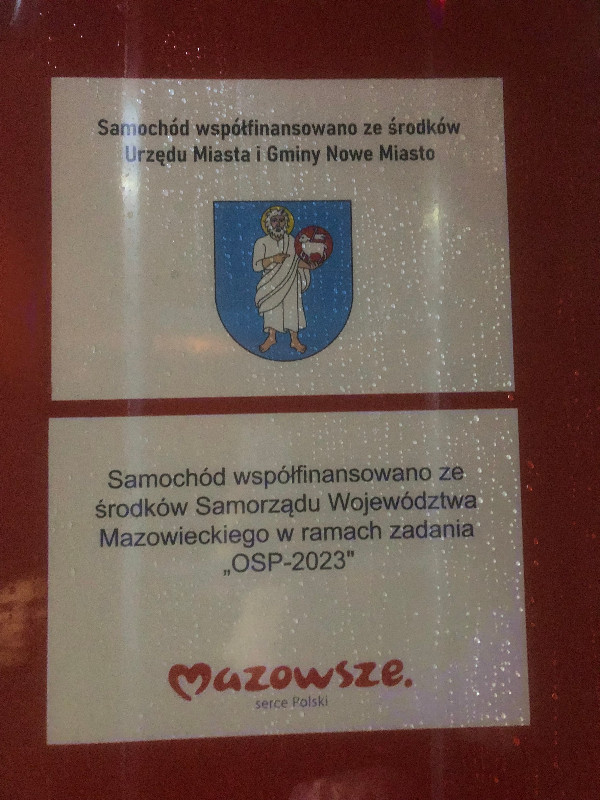 Samochód współfinansowano ze środków
Urzędu Miasta i Gminy Nowe Miasto
Samochód współfinansowano ze
środków Samorządu Województwa
Mazowieckiego w ramach zadania
„OSP-2023"
mazowsze.
serce Polski